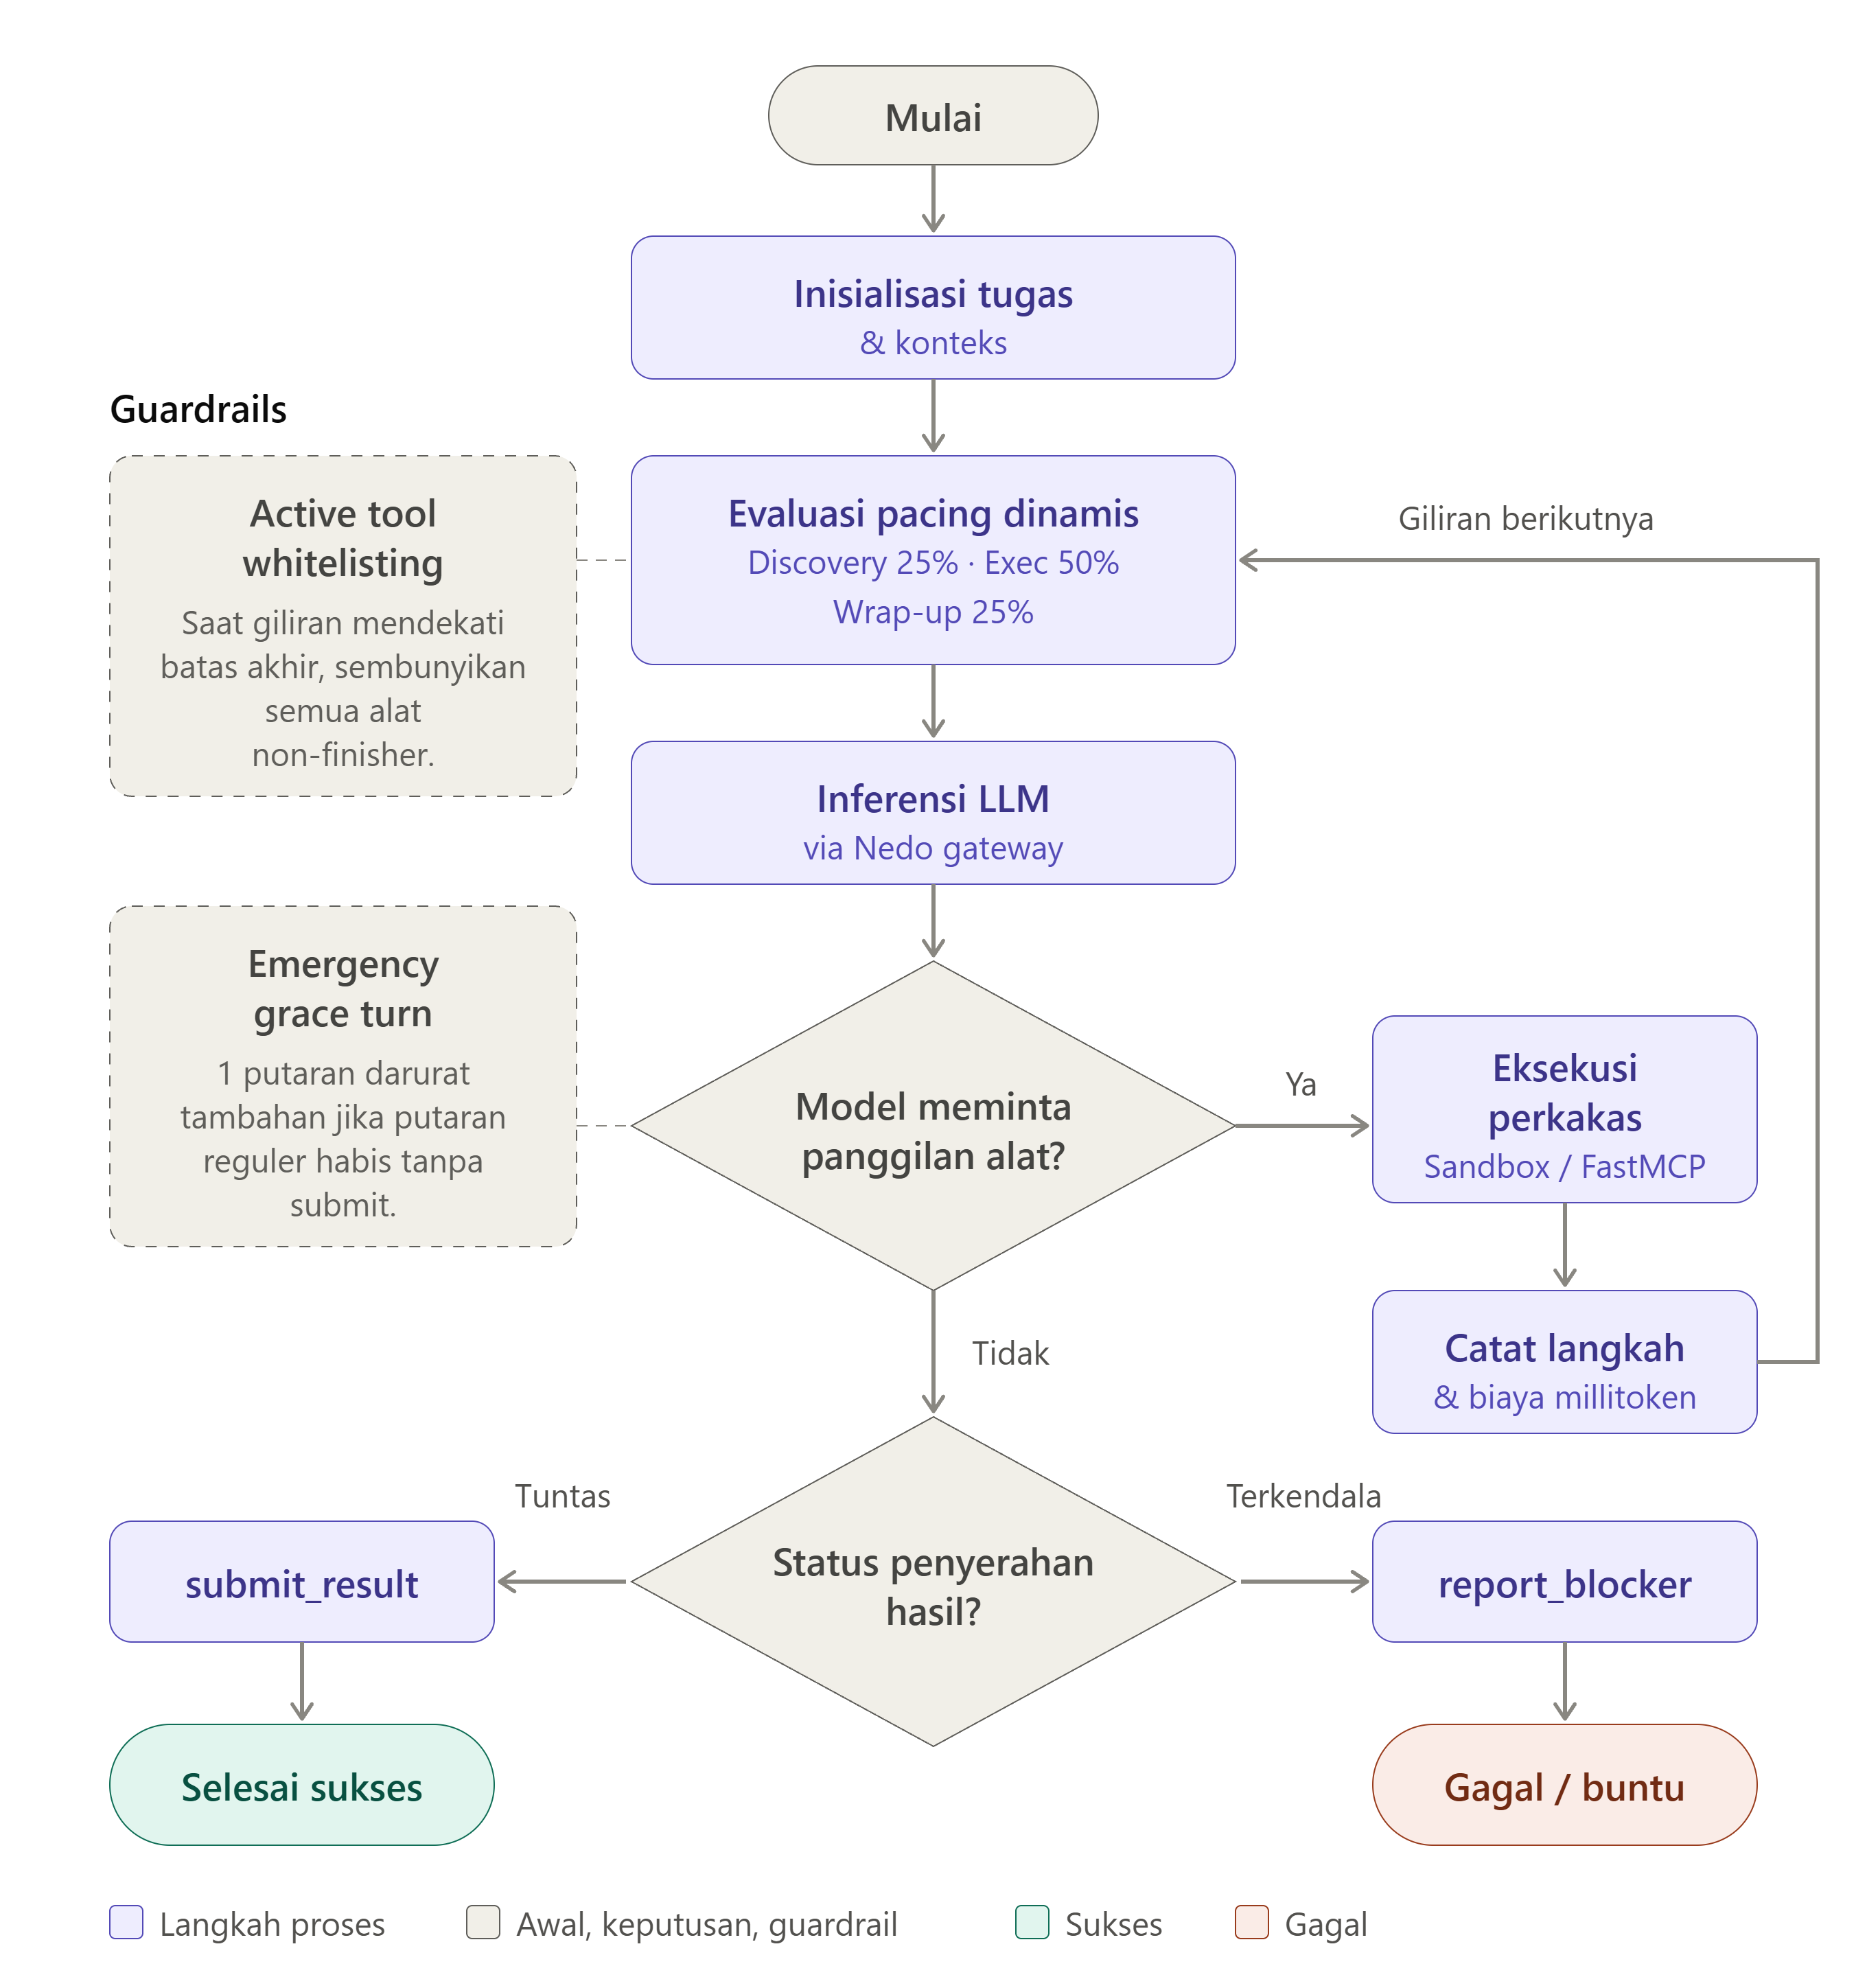 Mulai
Inisialisasi tugas
& konteks
Guardrails
Active tool
whitelisting
Saat giliran mendekati
batas akhir, sembunyikan
semua alat
non-finisher.
Evaluasi pacing dinamis
Discovery 25% · Exec 50%
Wrap-up 25%
Giliran berikutnya
Inferensi LLM
via Nedo gateway
Emergency
grace turn
1 putaran darurat
tambahan jika putaran
reguler habis tanpa
submit.
Model meminta
panggilan alat?
Ya
Eksekusi
perkakas
Sandbox / FastMCP
Tidak
Catat langkah
& biaya millitoken
Tuntas
Terkendala
submit_result
Status penyerahan
hasil?
report_blocker
Selesai sukses
Gagal / buntu
Langkah proses
Awal, keputusan, guardrail
Sukses
Gagal